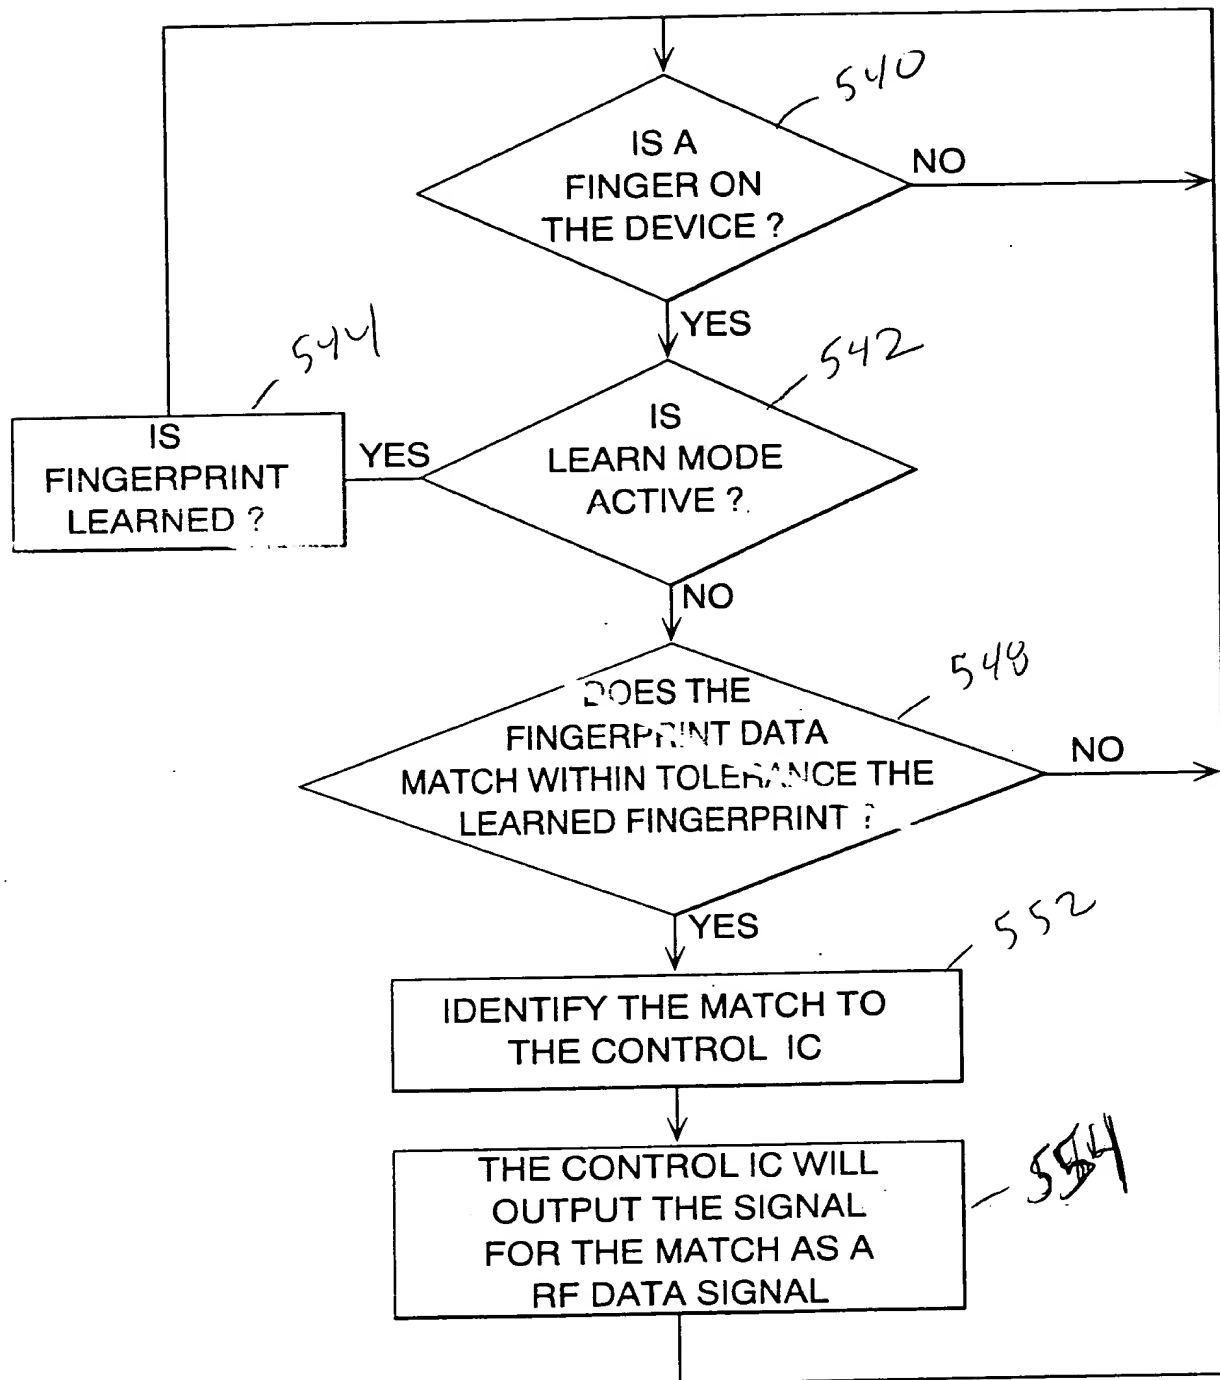 540
IS A
FINGER ON
THE DEVICE ?
NO
YES
544
542
IS
FINGERPRINT
LEARNED ?
YES
IS
LEARN MODE
ACTIVE ?
NO
548
DOES THE
FINGERPRINT DATA
MATCH WITHIN TOLERANCE THE
LEARNED FINGERPRINT ?
NO
YES
552
IDENTIFY THE MATCH TO
THE CONTROL IC
554
THE CONTROL IC WILL
OUTPUT THE SIGNAL
FOR THE MATCH AS A
RF DATA SIGNAL